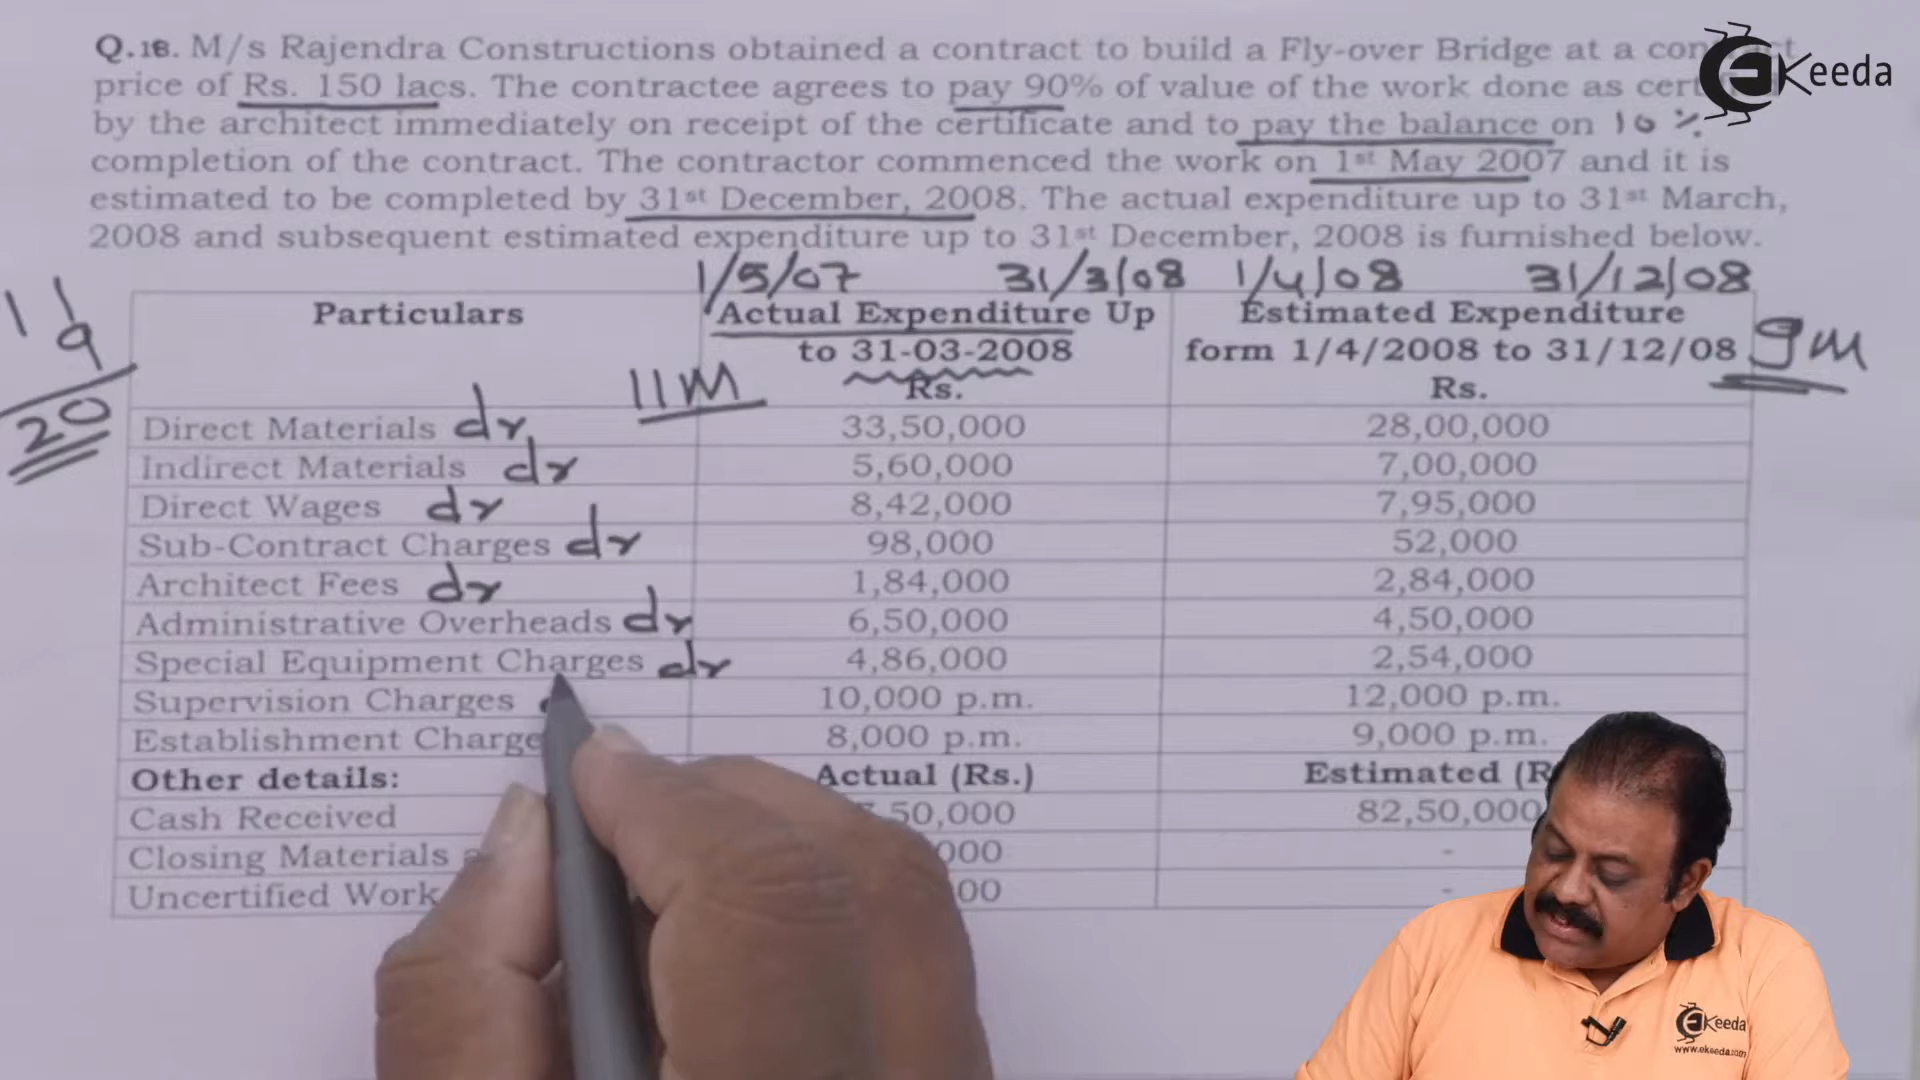 Q.16. M/s Rajendra Constructions obtained a contract to build a Fly-over Bridge at a
price of Rs. 150 lacs. The contractee agrees to pay 90% of value of the work done as
by the architect immediately on receipt of the certificate and to pay the balance on 10%
completion of the contract. The contractor commenced the work on 1st May 2007 and it is
estimated to be completed by 31st December, 2008. The actual expenditure up to 31st March,
2008 and subsequent estimated expenditure up to 31st December, 2008 is furnished below.
Keeda
1/5/07 31/3/08 1/4/08 31/12/08
11
9
20
Particulars Actual Expenditure Up Estimated Expenditure
to 31-03-2008 form 1/4/2008 to 31/12/08 9M
11M Rs. Rs.
Direct Materials dr 33,50,000 28,00,000
Indirect Materials dr 5,60,000 7,00,000
Direct Wages dr 8,42,000 7,95,000
Sub-Contract Charges dr 98,000 52,000
Architect Fees dr 1,84,000 2,84,000
Administrative Overheads dr 6,50,000 4,50,000
Special Equipment Charges dr 4,86,000 2,54,000
Supervision Charges 10,000 p.m. 12,000 p.m.
Establishment 8,000 p.m. 9,000 p.m.
Other details: Actual (Rs.) Estimated
Cash Received 82,50,000
Closing Materials - 
Uncertified Work -
Keeda
www.ekeeda.com